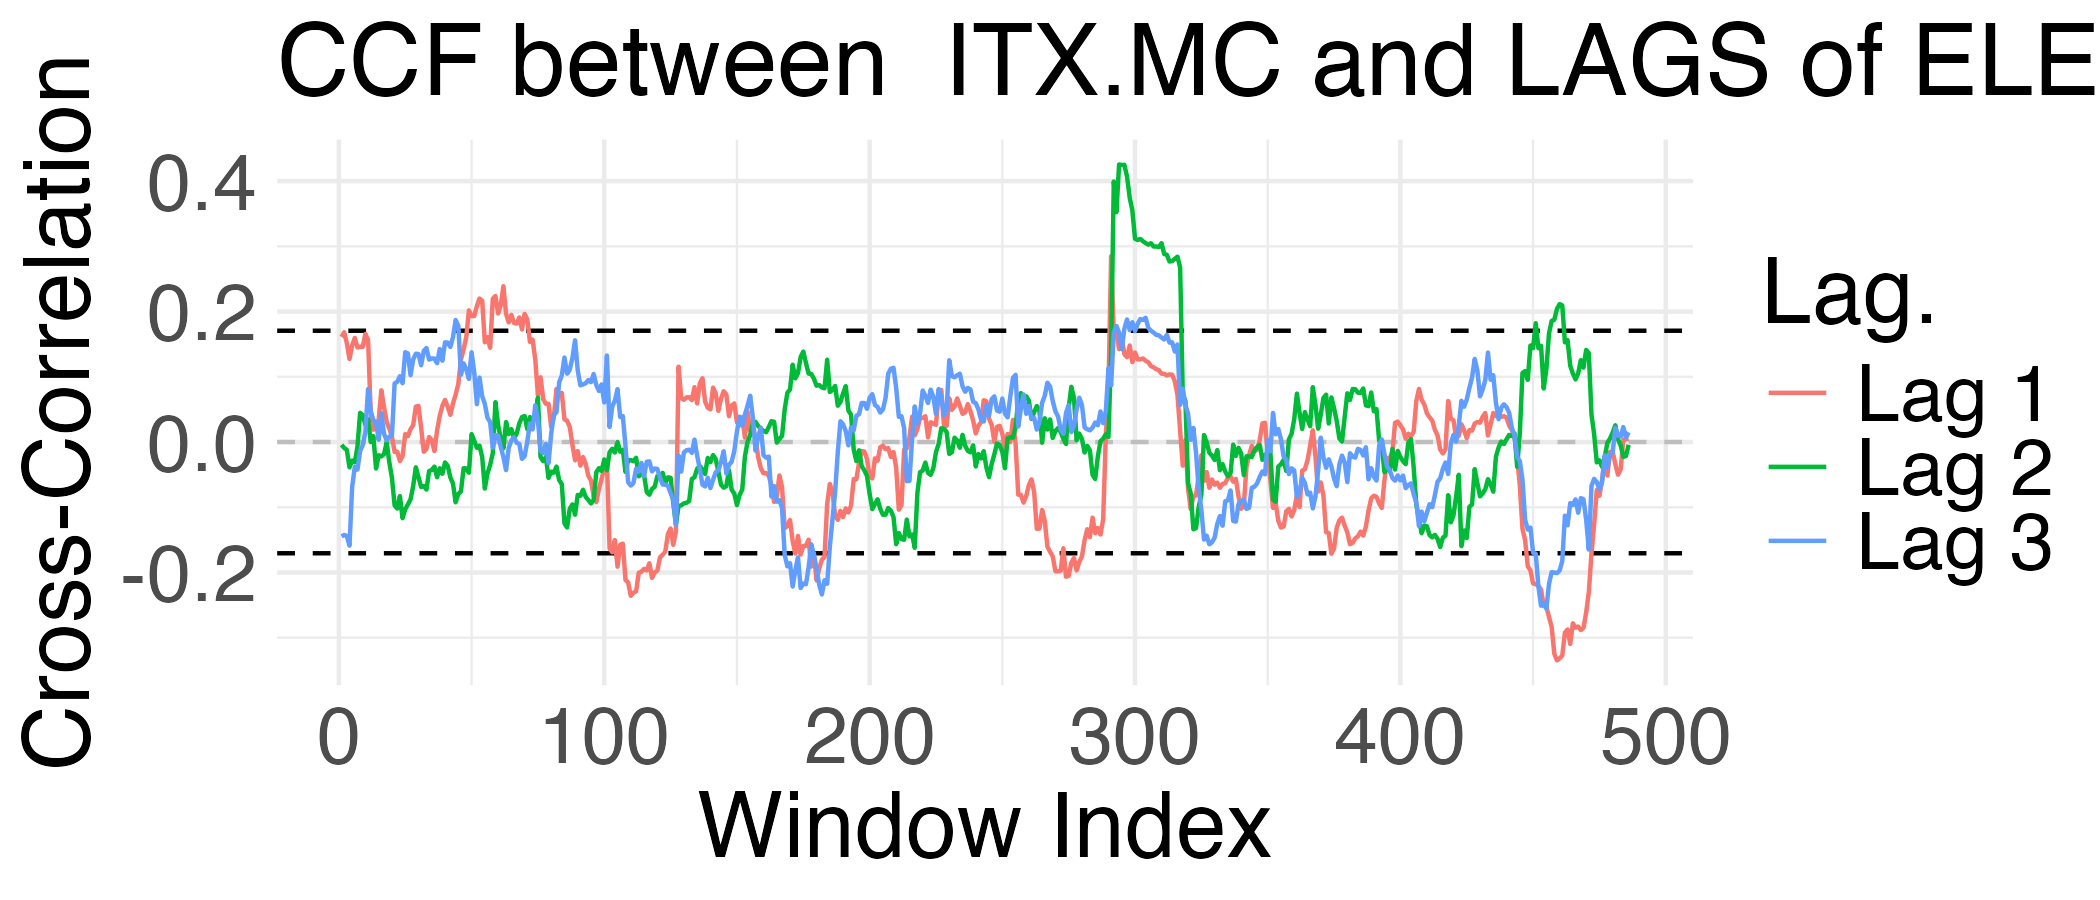 CCF between  ITX.MC and LAGS of ELE
Cross-Correlation
0.4
0.2
0.0
-0.2
0
100
200
300
400
500
Window Index
Lag.
Lag 1
Lag 2
Lag 3